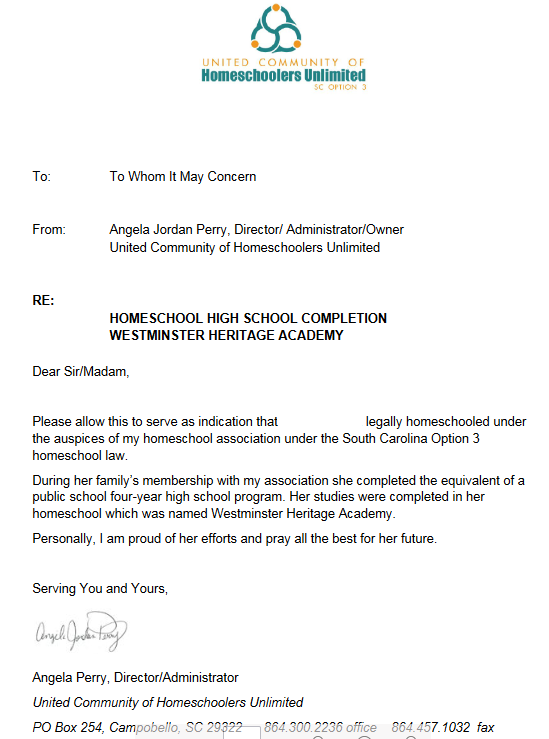 UNITED COMMUNITY OF
Homeschoolers Unlimited
SC OPTION 3
To: To Whom It May Concern
From: Angela Jordan Perry, Director/ Administrator/Owner
United Community of Homeschoolers Unlimited
RE:
HOMESCHOOL HIGH SCHOOL COMPLETION
WESTMINSTER HERITAGE ACADEMY
Dear Sir/Madam,
Please allow this to serve as indication that legally homeschooled under
the auspices of my homeschool association under the South Carolina Option 3
homeschool law.
During her family's membership with my association she completed the equivalent of a
public school four-year high school program. Her studies were completed in her
homeschool which was named Westminster Heritage Academy.
Personally, I am proud of her efforts and pray all the best for her future.
Serving You and Yours,
Angela Jordan Perry
Angela Perry, Director/Administrator
United Community of Homeschoolers Unlimited
PO Box 254, Campobello, SC 29322 864.300.2236 office 864.457.1032 fax